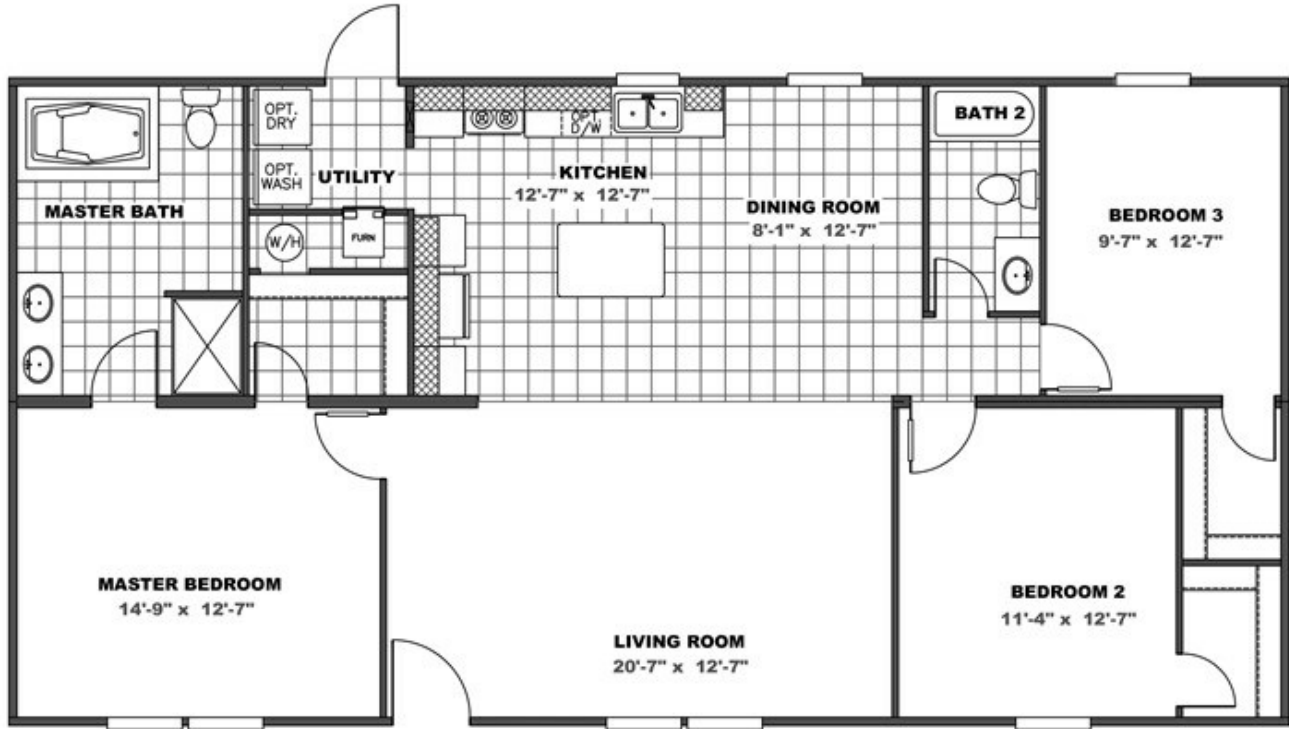 OPT.
DRY
OPT.
WASH
UTILITY
MASTER BATH
W/H
FURN
OPT.
D/W
KITCHEN
12'-7" x 12'-7"
DINING ROOM
8'-1" x 12'-7"
BATH 2
BEDROOM 3
9'-7" x 12'-7"
MASTER BEDROOM
14'-9" x 12'-7"
LIVING ROOM
20'-7" x 12'-7"
BEDROOM 2
11'-4" x 12'-7"